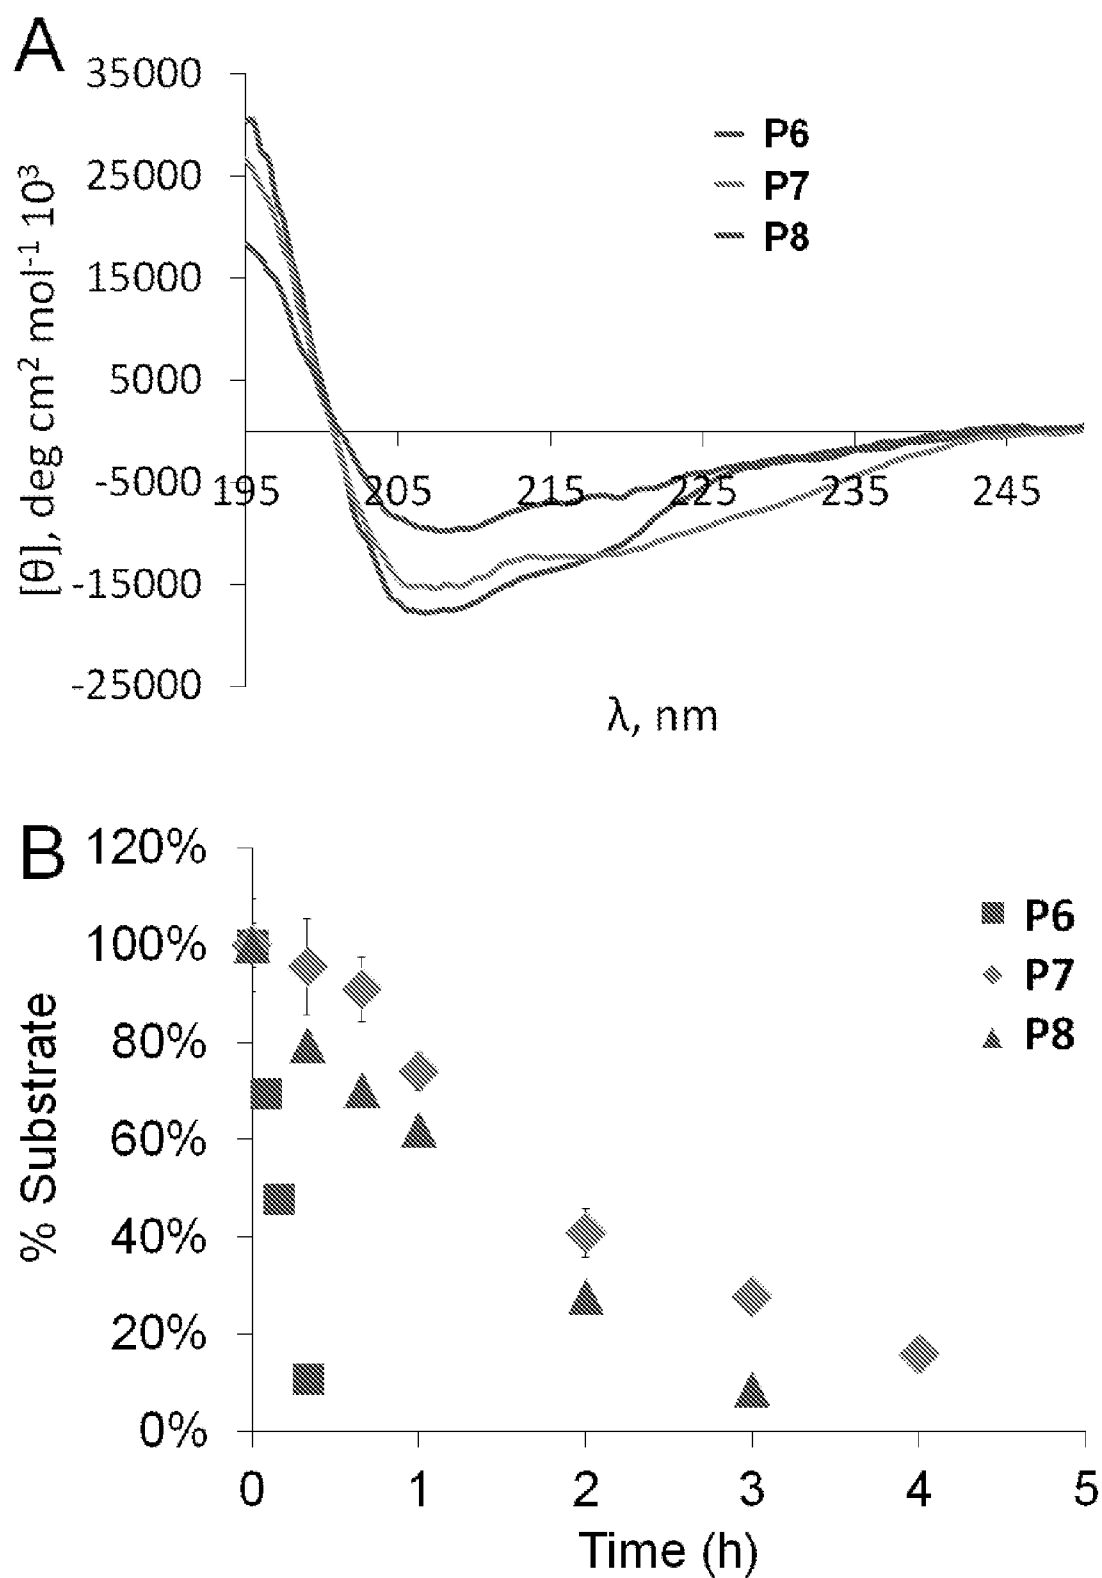 A
35000
25000
15000
5000
-5000
-15000
-25000
[θ], deg cm² mol⁻¹ 10³
P6
P7
P8
195 205 215 225 235 245
λ, nm
B
120%
100%
80%
60%
40%
20%
0%
% Substrate
P6
P7
P8
0 1 2 3 4 5
Time (h)